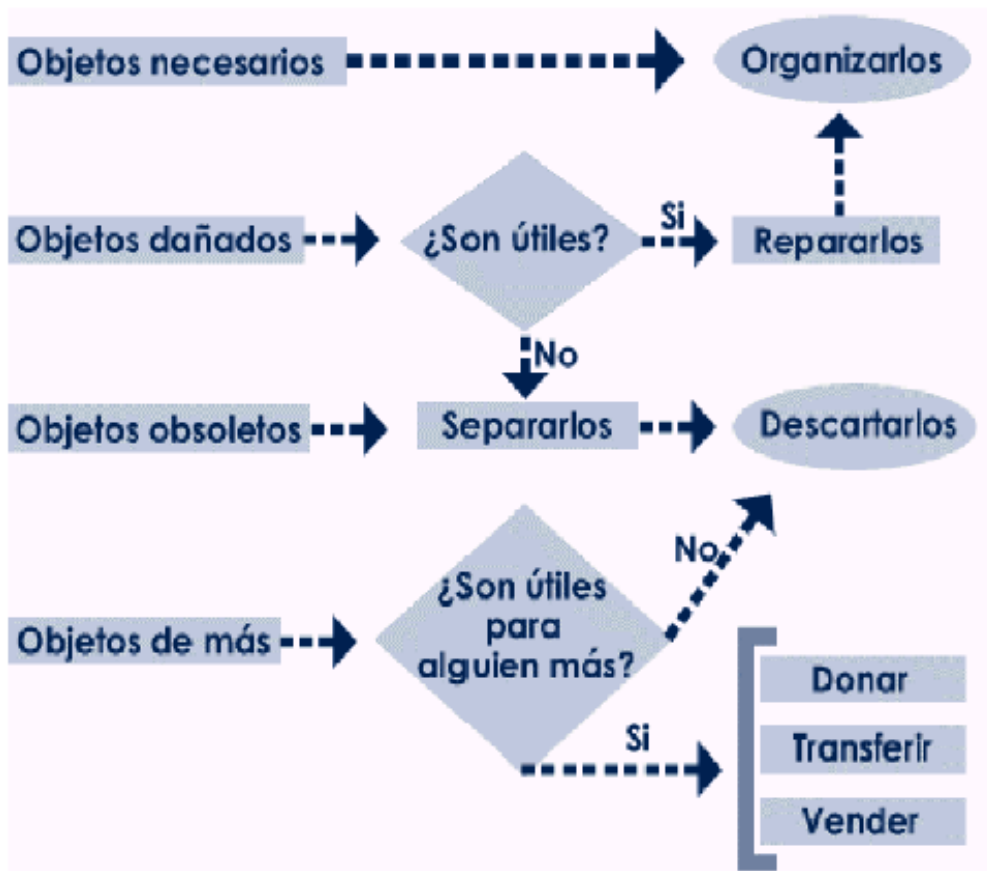 Objetos necesarios
Organizarlos
Objetos dañados
¿Son útiles?
Si
Repararlos
No
Objetos obsoletos
Separarlos
Descartarlos
Objetos de más
¿Son útiles
para
alguien más?
No
Si
Donar
Transferir
Vender